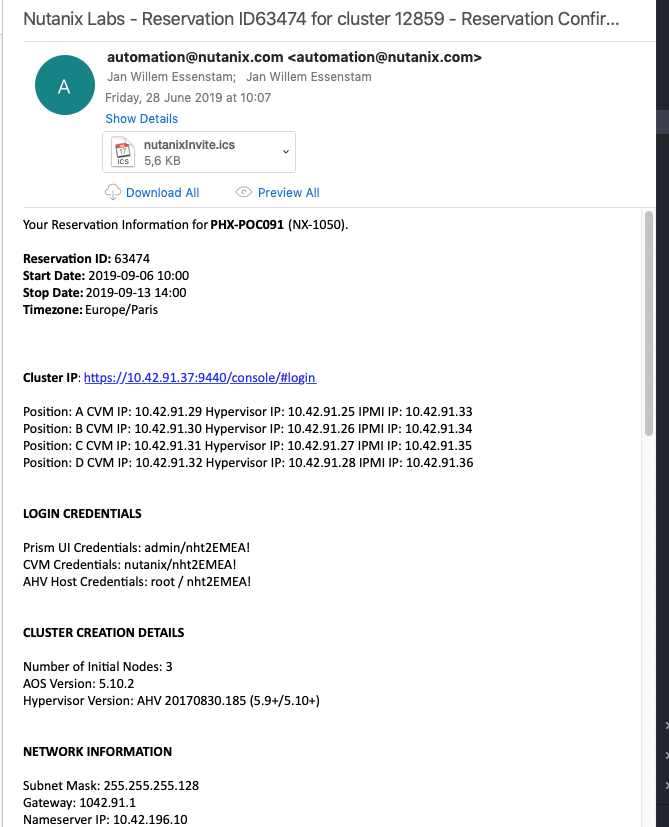 Nutanix Labs - Reservation ID63474 for cluster 12859 - Reservation Confir...
A
automation@nutanix.com <automation@nutanix.com>
Jan Willem Essenstam; Jan Willem Essenstam
Friday, 28 June 2019 at 10:07
Show Details
17
ICS
nutanixInvite.ics
5,6 KB
Download All Preview All
Your Reservation Information for PHX-POC091 (NX-1050).
Reservation ID: 63474
Start Date: 2019-09-06 10:00
Stop Date: 2019-09-13 14:00
Timezone: Europe/Paris
Cluster IP: https://10.42.91.37:9440/console/#login
Position: A CVM IP: 10.42.91.29 Hypervisor IP: 10.42.91.25 IPMI IP: 10.42.91.33
Position: B CVM IP: 10.42.91.30 Hypervisor IP: 10.42.91.26 IPMI IP: 10.42.91.34
Position: C CVM IP: 10.42.91.31 Hypervisor IP: 10.42.91.27 IPMI IP: 10.42.91.35
Position: D CVM IP: 10.42.91.32 Hypervisor IP: 10.42.91.28 IPMI IP: 10.42.91.36
LOGIN CREDENTIALS
Prism UI Credentials: admin/nht2EMEA!
CVM Credentials: nutanix/nht2EMEA!
AHV Host Credentials: root / nht2EMEA!
CLUSTER CREATION DETAILS
Number of Initial Nodes: 3
AOS Version: 5.10.2
Hypervisor Version: AHV 20170830.185 (5.9+/5.10+)
NETWORK INFORMATION
Subnet Mask: 255.255.255.128
Gateway: 1042.91.1
Nameserver IP: 10.42.196.10